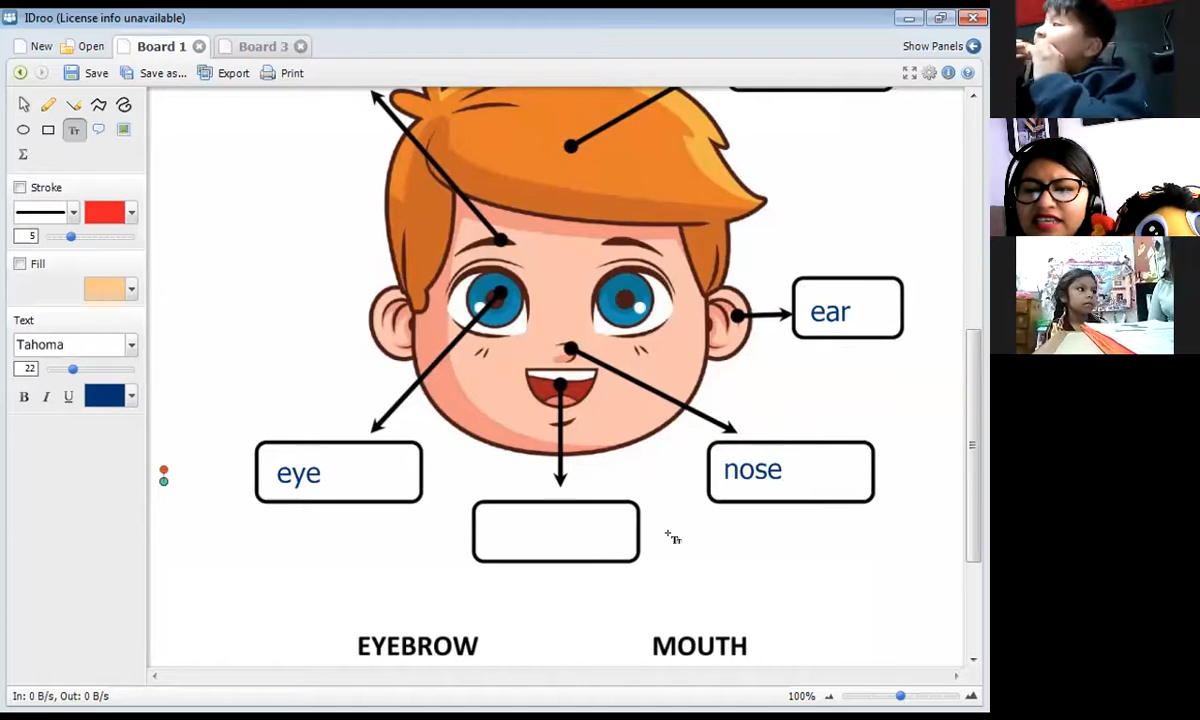 IDroo (License info unavailable)
New Open Board 1 Board 3 Show Panels
Save Save as... Export Print
Stroke
5
Fill
Text
Tahoma
22
B I U
ear
eye
nose
EYEBROW MOUTH
In: 0 B/s, Out: 0 B/s 100%